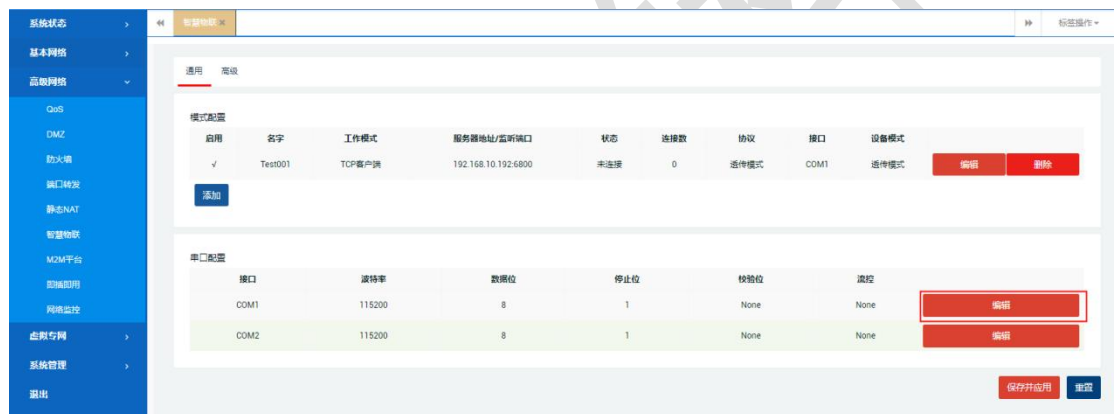 系统状态
智慧物联
标签操作
基本网络
高级网络
通用 高级
QoS
DMZ
防火墙
端口转发
静态NAT
智慧物联
M2M平台
即插即用
网络监控
虚拟专网
系统管理
退出
模式配置
启用 名字 工作模式 服务器地址/监听端口 状态 连接数 协议 接口 设备模式
√ Test001 TCP客户端 192.168.10.192:6800 未连接 0 透传模式 COM1 透传模式 编辑 删除
添加
串口配置
接口 波特率 数据位 停止位 校验位 流控
COM1 115200 8 1 None None 编辑
COM2 115200 8 1 None None 编辑
保存并应用 重置